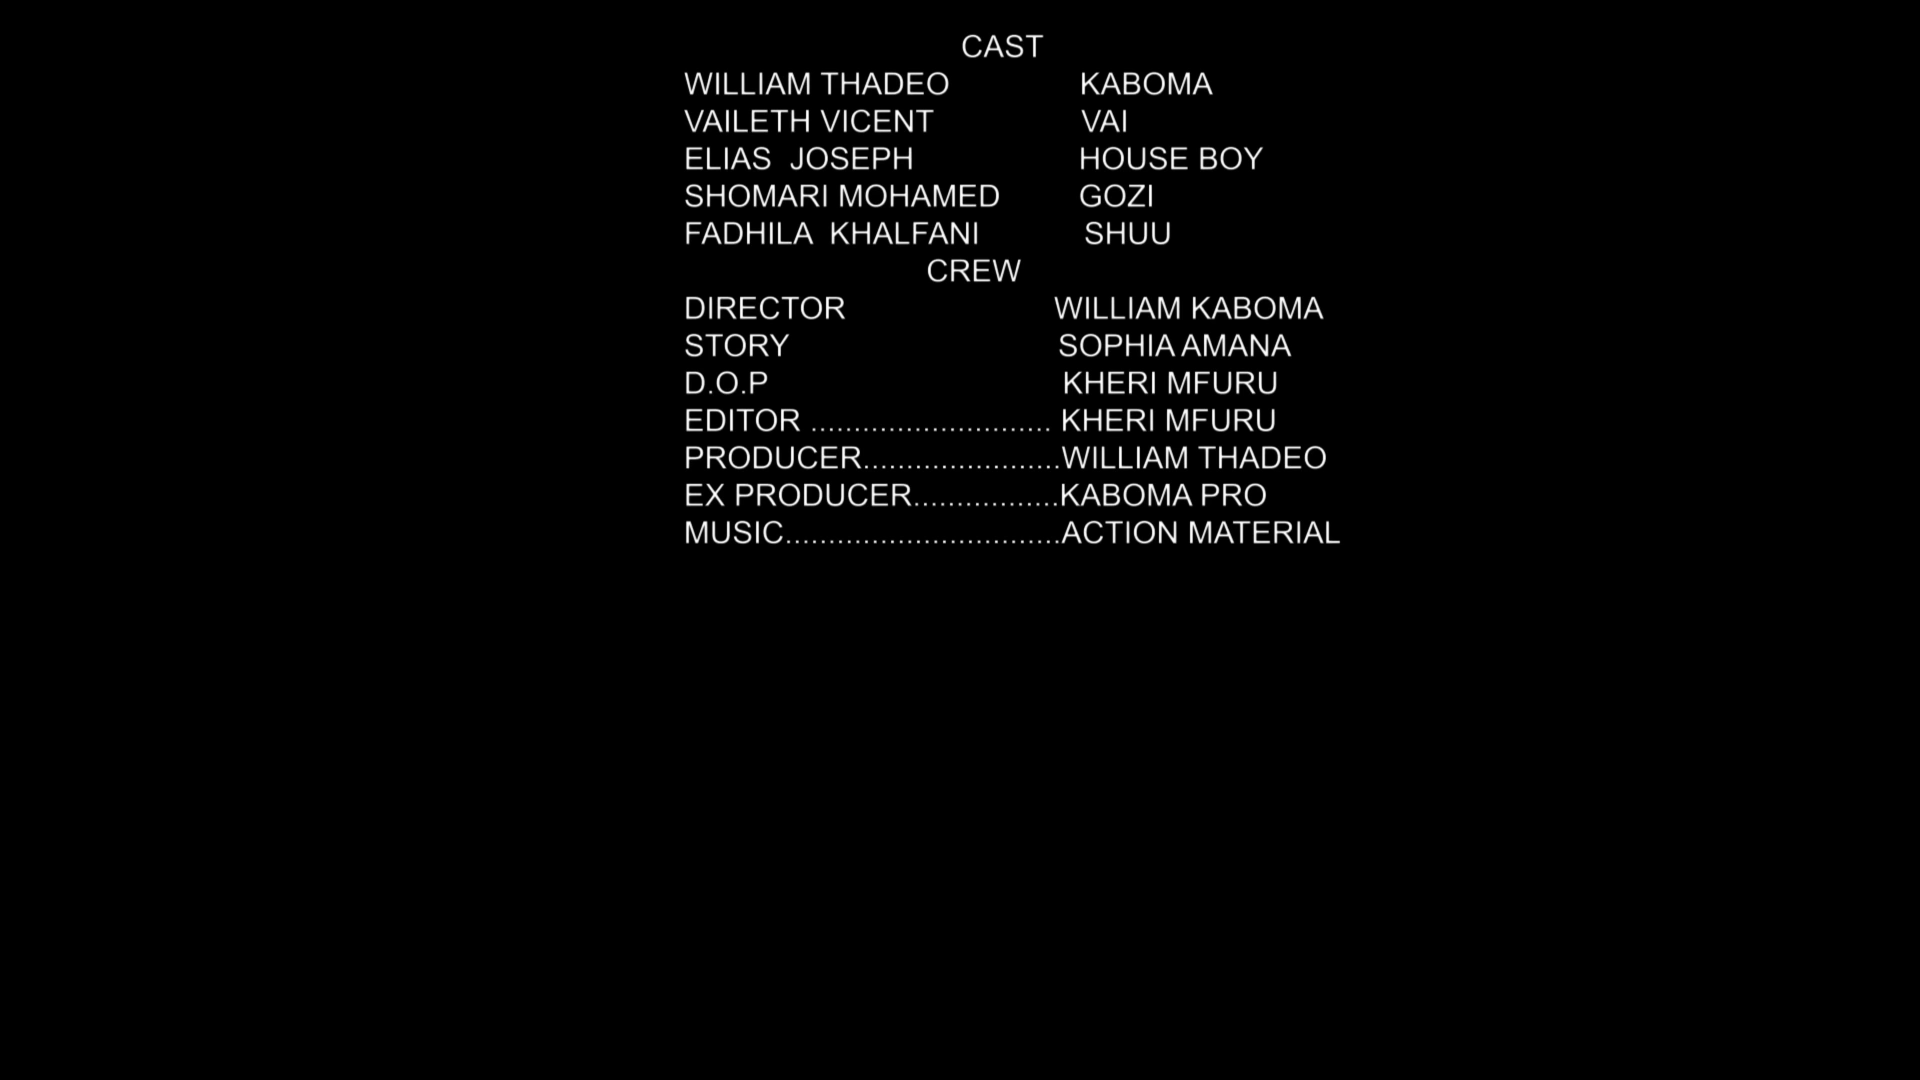 CAST
WILLIAM THADEO KABOMA
VAILETH VICENT VAI
ELIAS JOSEPH HOUSE BOY
SHOMARI MOHAMED GOZI
FADHILA KHALFANI SHUU
CREW
DIRECTOR WILLIAM KABOMA
STORY SOPHIA AMANA
D.O.P KHERI MFURU
EDITOR ............................ KHERI MFURU
PRODUCER.......................WILLIAM THADEO
EX PRODUCER.................KABOMA PRO
MUSIC................................ACTION MATERIAL